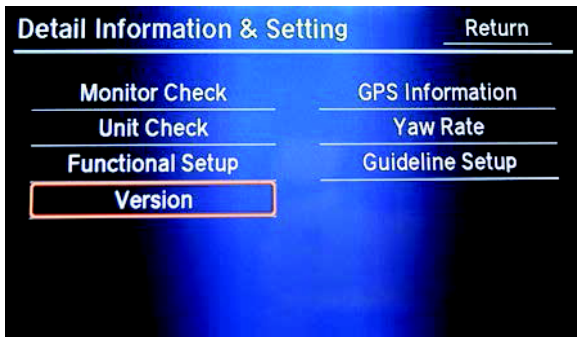 Detail Information & Setting
Return
Monitor Check
GPS Information
Unit Check
Yaw Rate
Functional Setup
Guideline Setup
Version